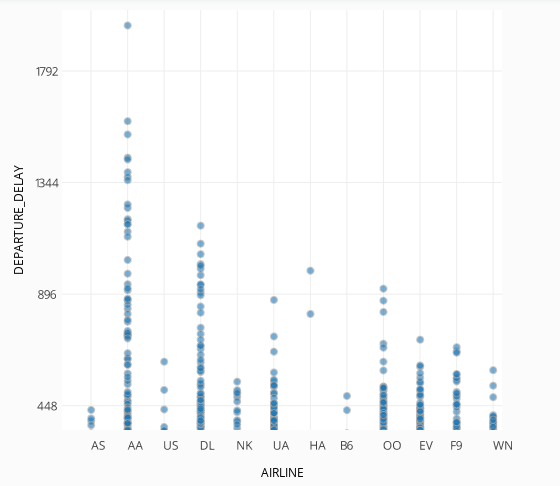 1792
1344
896
448
DEPARTURE_DELAY
AS AA US DL NK UA HA B6 OO EV F9 WN
AIRLINE